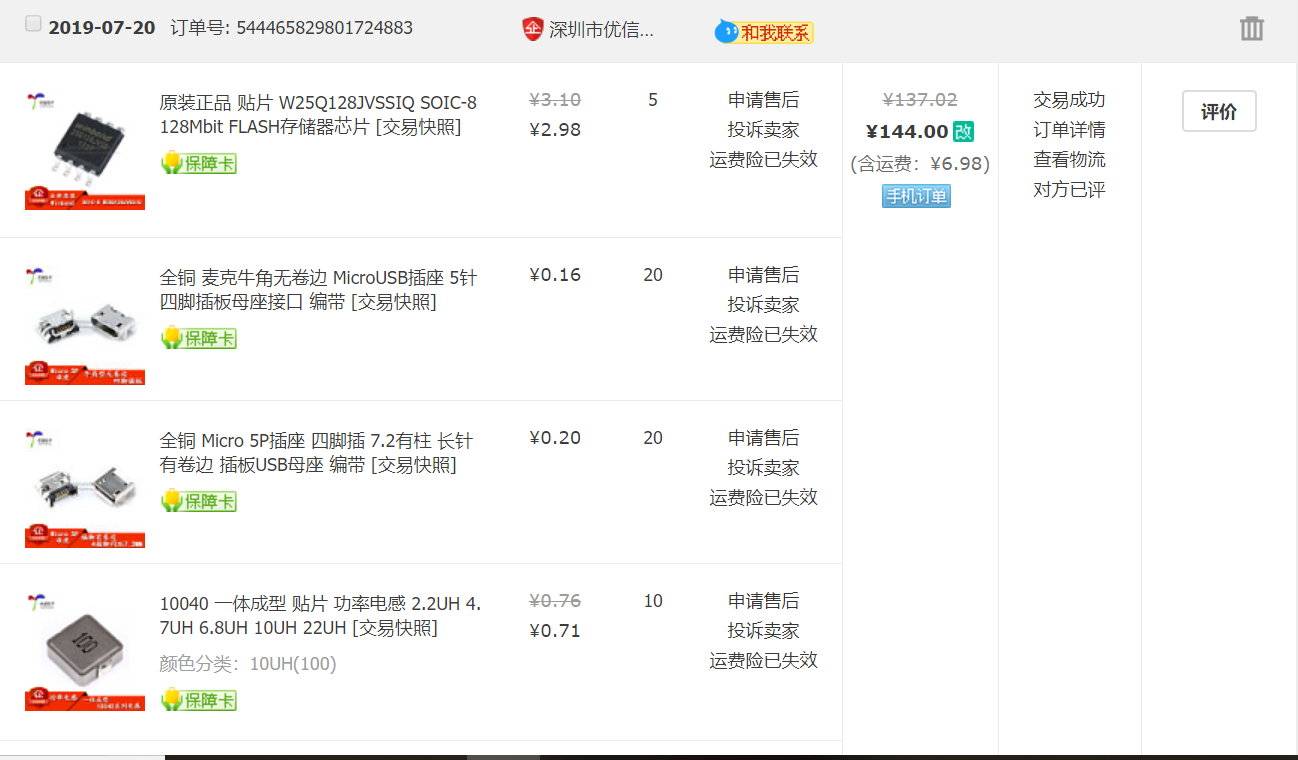 2019-07-20 订单号: 544465829801724883 企 深圳市优信... 和我联系
原装正品 贴片 W25Q128JVSSIQ SOIC-8 ¥3.10 5 申请售后 ¥137.02 交易成功 评价
128Mbit FLASH存储器芯片 [交易快照] ¥2.98 投诉卖家 ¥144.00 改 订单详情
保障卡 运费险已失效 (含运费: ¥6.98) 查看物流
手机订单 对方已评
全铜 麦克牛角无卷边 MicroUSB插座 5针 ¥0.16 20 申请售后
四脚插板母座接口 编带 [交易快照] 投诉卖家
保障卡 运费险已失效
全铜 Micro 5P插座 四脚插 7.2有柱 长针 ¥0.20 20 申请售后
有卷边 插板USB母座 编带 [交易快照] 投诉卖家
保障卡 运费险已失效
10040 一体成型 贴片 功率电感 2.2UH 4. ¥0.76 10 申请售后
7UH 6.8UH 10UH 22UH [交易快照] ¥0.71 投诉卖家
颜色分类: 10UH(100) 运费险已失效
保障卡